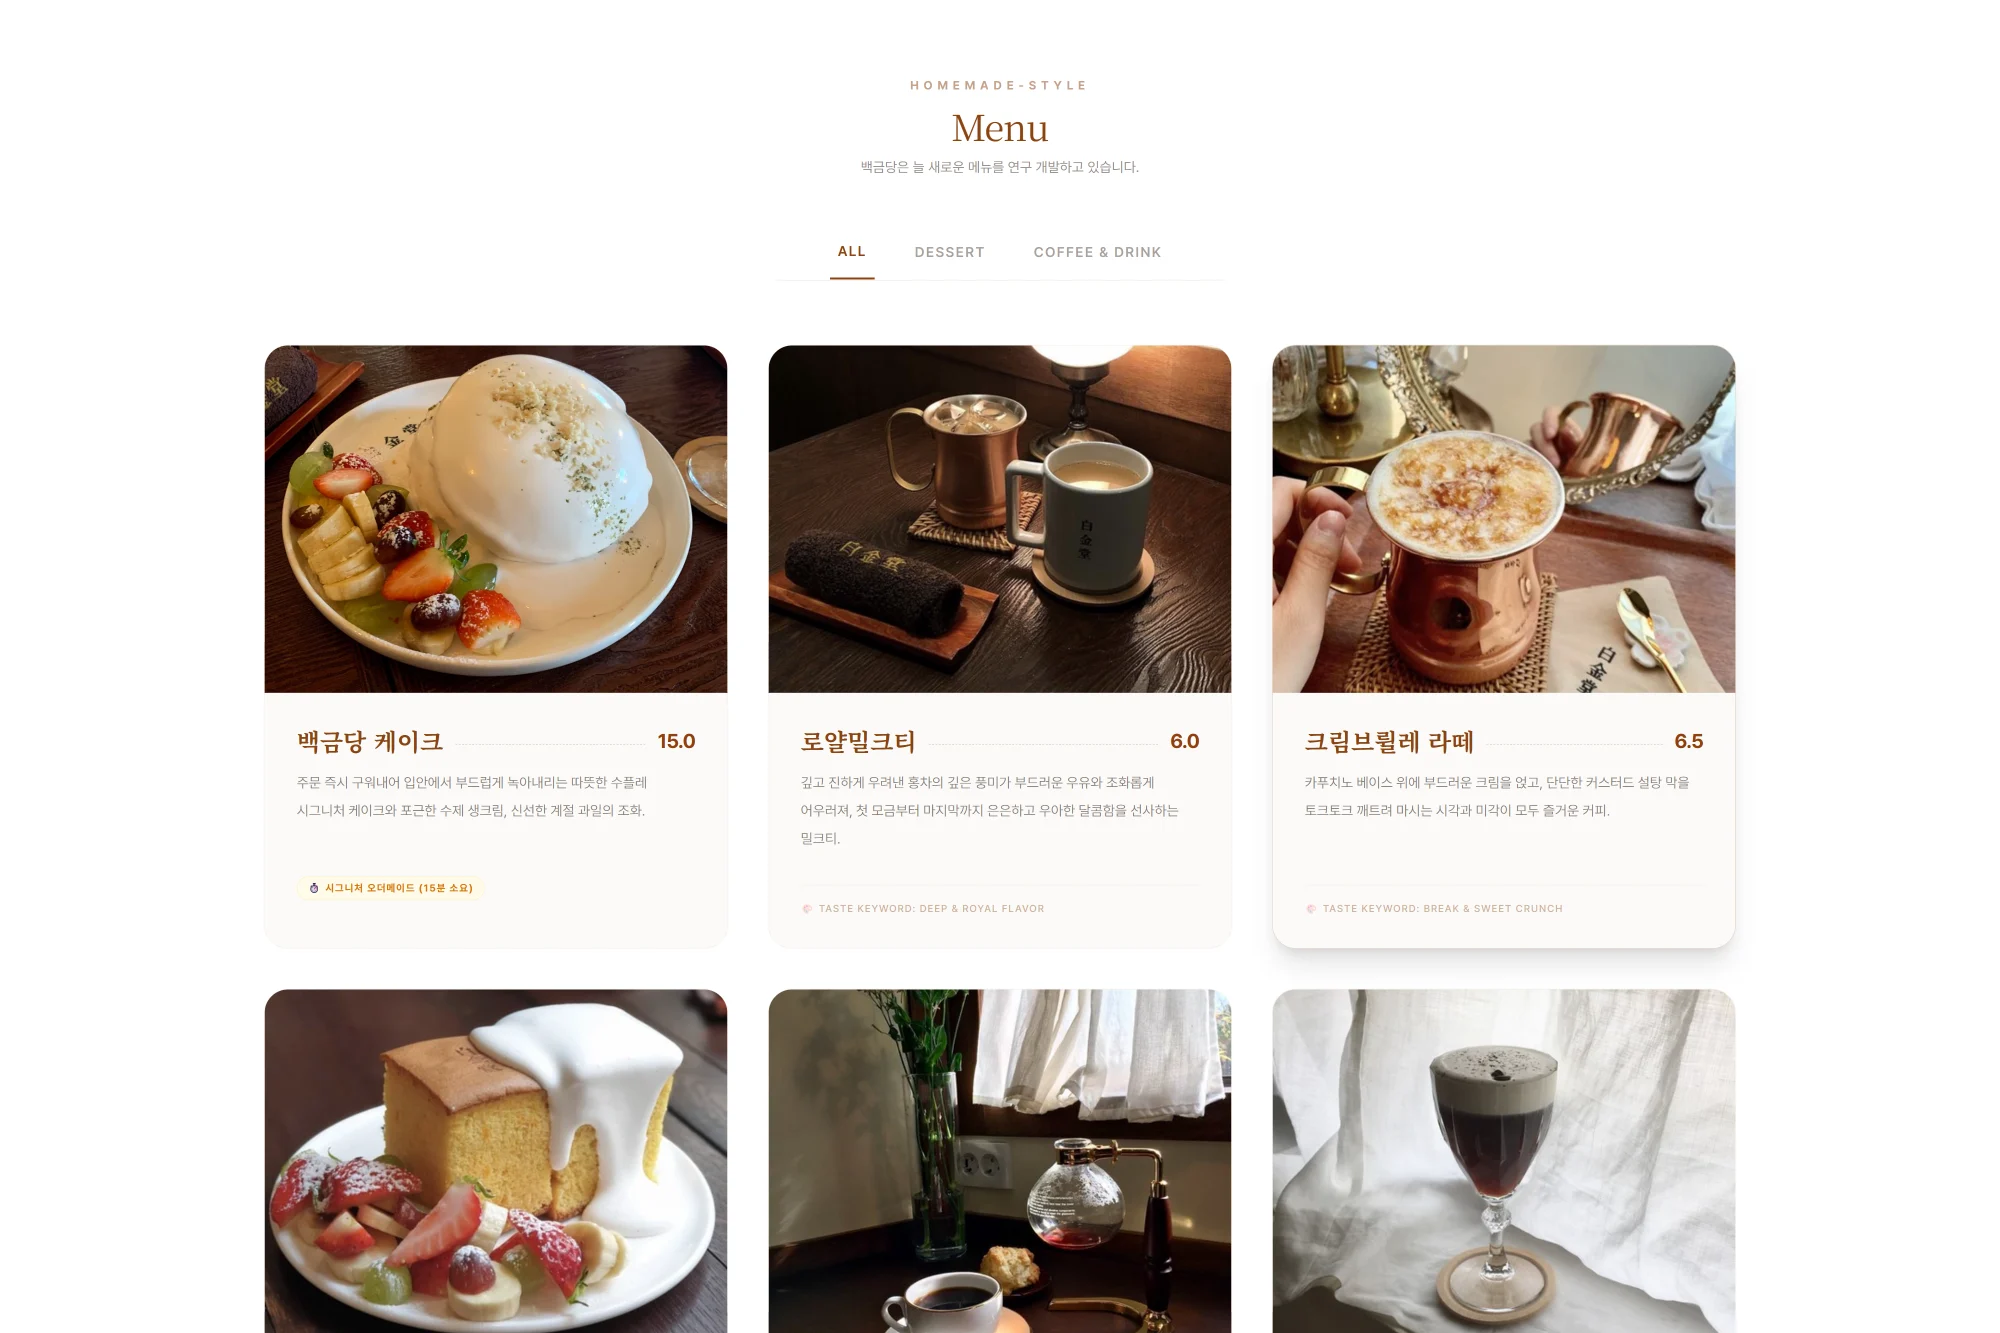 HOMEMADE-STYLE
Menu
백금당은 늘 새로운 메뉴를 연구 개발하고 있습니다.
ALL
DESSERT
COFFEE & DRINK
金堂
白金堂
白金堂
白金堂
백금당 케이크 15.0
주문 즉시 구워내어 입안에서 부드럽게 녹아내리는 따뜻한 수플레
시그니처 케이크와 포근한 수제 생크림, 신선한 계절 과일의 조화.
시그니처 오더메이드 (15분 소요)
로얄밀크티 6.0
깊고 진하게 우려낸 홍차의 깊은 풍미가 부드러운 우유와 조화롭게
어우러져, 첫 모금부터 마지막까지 은은하고 우아한 달콤함을 선사하는
밀크티.
TASTE KEYWORD: DEEP & ROYAL FLAVOR
크림브륄레 라떼 6.5
카푸치노 베이스 위에 부드러운 크림을 얹고, 단단한 커스터드 설탕 막을
토크토크 깨트려 마시는 시각과 미각이 모두 즐거운 커피.
TASTE KEYWORD: BREAK & SWEET CRUNCH